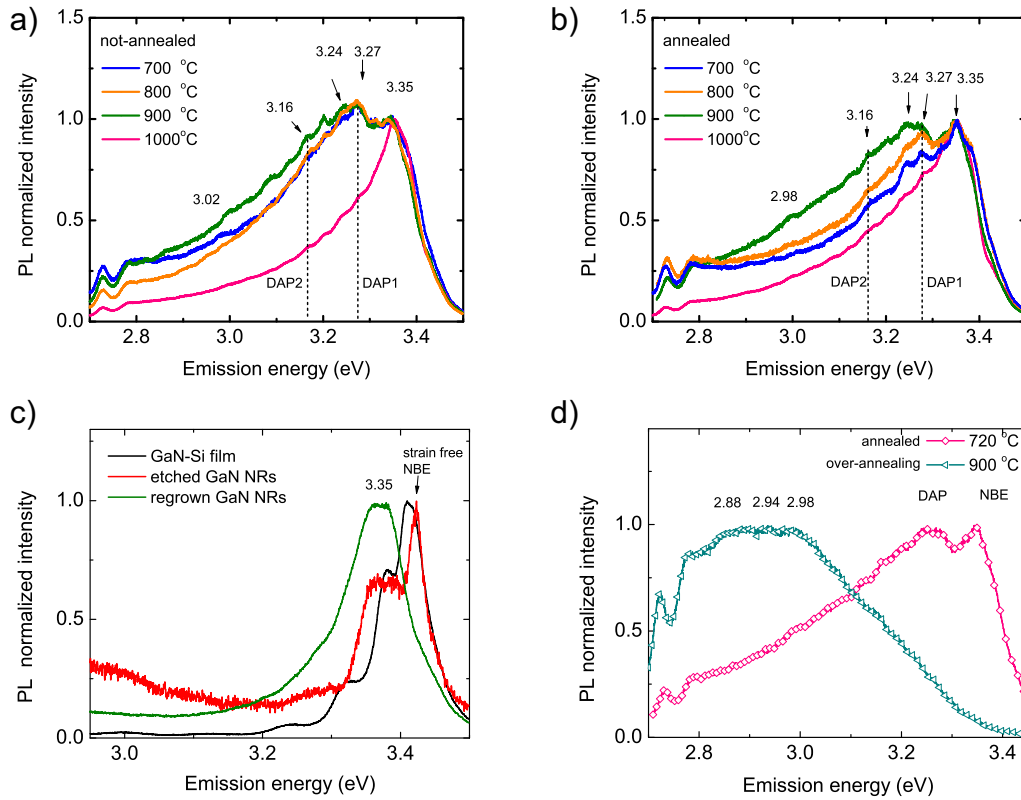 a)
not-annealed
700 °C
800 °C
900 °C
1000°C
3.02
3.16
3.24
3.27
3.35
DAP2
DAP1
PL normalized intensity
1.5
1.0
0.5
0.0
2.8
3.0
3.2
3.4
Emission energy (eV)
b)
annealed
700 °C
800 °C
900 °C
1000°C
2.98
3.16
3.24
3.27
3.35
DAP2
DAP1
PL normalized intensity
1.5
1.0
0.5
0.0
2.8
3.0
3.2
3.4
Emission energy (eV)
c)
GaN-Si film
etched GaN NRs
regrown GaN NRs
3.35
strain free
NBE
PL normalized intensity
1.0
0.5
0.0
3.0
3.2
3.4
Emission energy (eV)
d)
annealed 720 °C
over-annealing 900 °C
2.88 2.94 2.98
DAP
NBE
PL normalized intensity
1.0
0.5
0.0
2.8
3.0
3.2
3.4
Emission energy (eV)